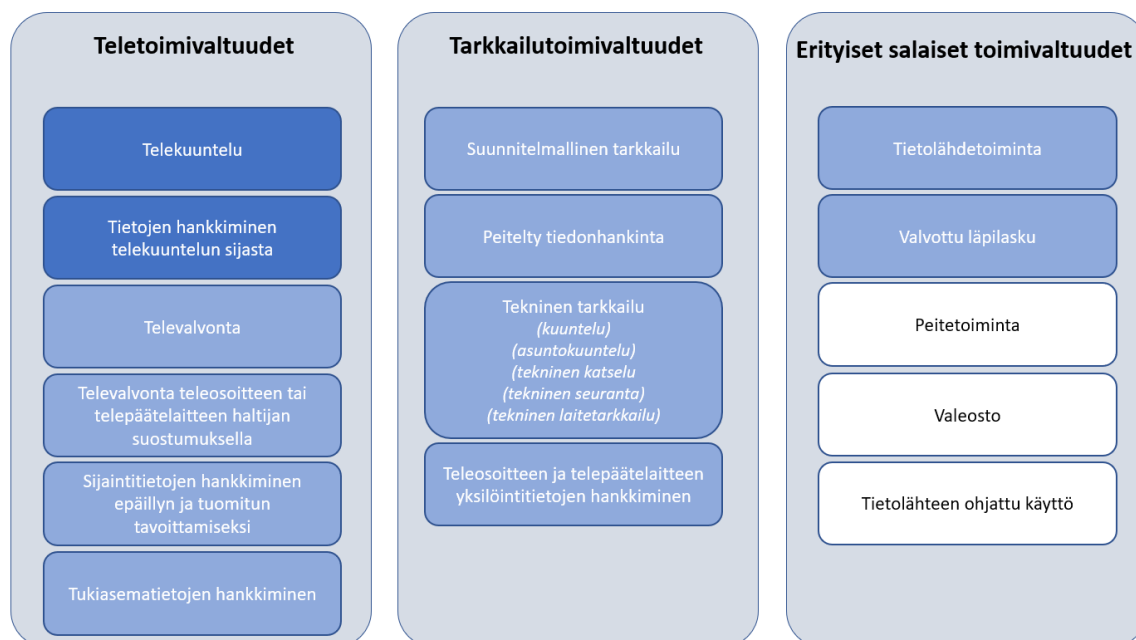 Teletoimivaltuudet
Telekuuntelu
Tietojen hankkiminen
telekuuntelun sijasta
Televalvonta
Televalvonta teleosoitteen tai
telepäätelaitteen haltijan
suostumuksella
Sijaintitietojen hankkiminen
epäillyn ja tuomitun
tavoittamiseksi
Tukiasematietojen hankkiminen
Tarkkailutoimivaltuudet
Suunnitelmallinen tarkkailu
Peitelty tiedonhankinta
Tekninen tarkkailu
(kuuntelu)
(asuntokuuntelu)
(tekninen katselu
(tekninen seuranta)
(tekninen laitetarkkailu)
Teleosoitteen ja telepäätelaitteen
yksilöintitietojen hankkiminen
Erityiset salaiset toimivaltuudet
Tietolähdetoiminta
Valvottu läpilasku
Peitetoiminta
Valeosto
Tietolähteen ohjattu käyttö